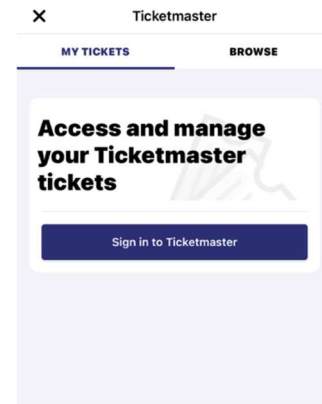 Ticketmaster
MY TICKETS
BROWSE
Access and manage
your Ticketmaster
tickets
Sign in to Ticketmaster